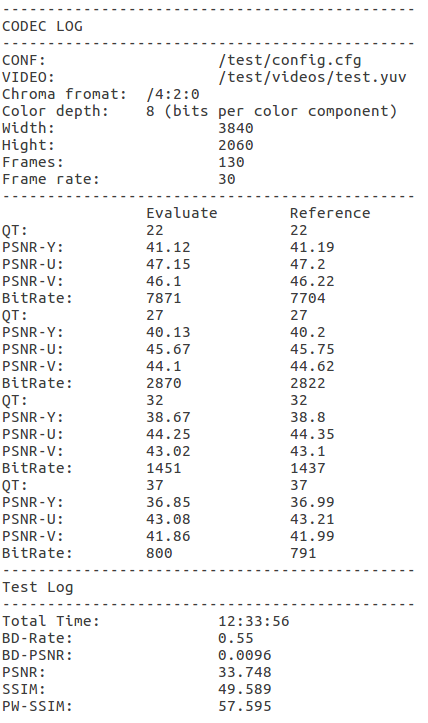 -----------------------------------------------
CODEC LOG
-----------------------------------------------
CONF: /test/config.cfg
VIDEO: /test/videos/test.yuv
Chroma fromat: /4:2:0
Color depth: 8 (bits per color component)
Width: 3840
Hight: 2060
Frames: 130
Frame rate: 30
-----------------------------------------------
Evaluate Reference
QT: 22 22
PSNR-Y: 41.12 41.19
PSNR-U: 47.15 47.2
PSNR-V: 46.1 46.22
BitRate: 7871 7704
QT: 27 27
PSNR-Y: 40.13 40.2
PSNR-U: 45.67 45.75
PSNR-V: 44.1 44.62
BitRate: 2870 2822
QT: 32 32
PSNR-Y: 38.67 38.8
PSNR-U: 44.25 44.35
PSNR-V: 43.02 43.1
BitRate: 1451 1437
QT: 37 37
PSNR-Y: 36.85 36.99
PSNR-U: 43.08 43.21
PSNR-V: 41.86 41.99
BitRate: 800 791
-----------------------------------------------
Test Log
-----------------------------------------------
Total Time: 12:33:56
BD-Rate: 0.55
BD-PSNR: 0.0096
PSNR: 33.748
SSIM: 49.589
PW-SSIM: 57.595